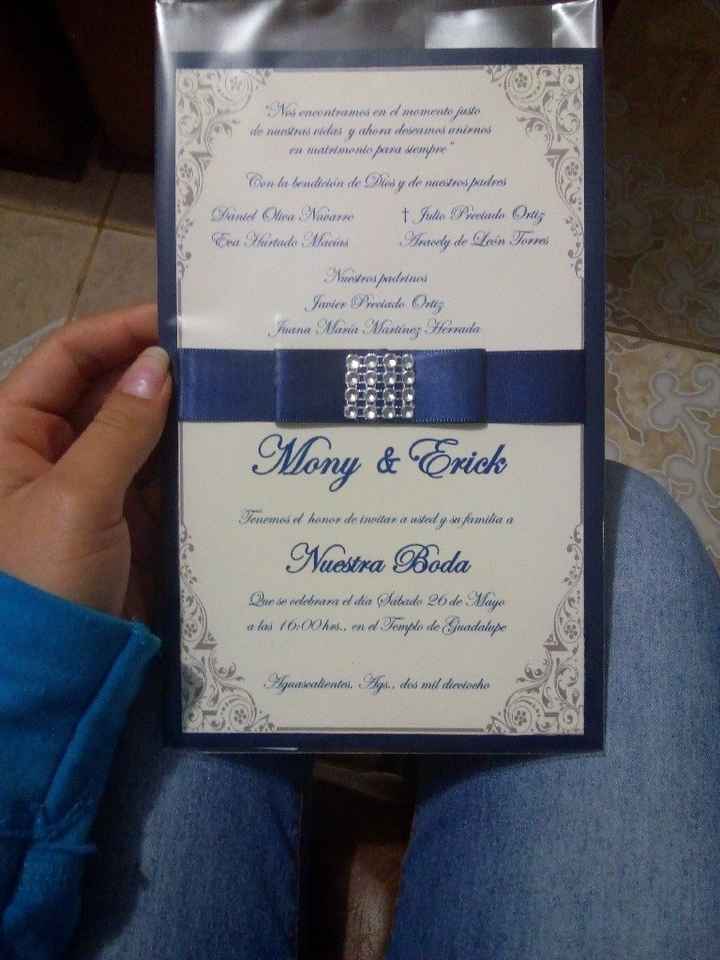 "Nos encontramos en el momento justo
de nuestras vidas y ahora deseamos unirnos
en matrimonio para siempre"
Con la bendición de Dios y de nuestros padres
Daniel Oliva Navarro † Julio Preciado Ortiz
Eva Hurtado Macías Aracely de León Torres
Nuestros padrinos
Javier Preciado Ortiz
Juana María Martínez Herrada
Mony & Erick
Tenemos el honor de invitar a usted y su familia a
Nuestra Boda
Que se celebrara el día Sábado 26 de Mayo
a las 16:00 hrs., en el Templo de Guadalupe
Aguascalientes, Ags., dos mil dieciocho